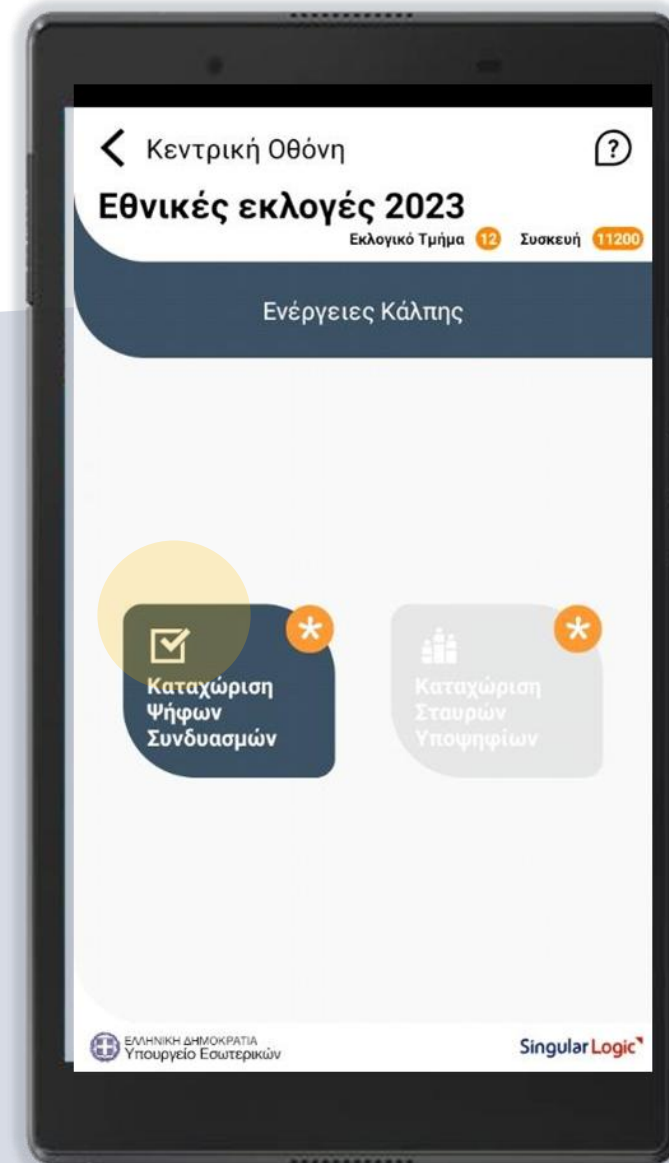 Κεντρική Οθόνη
Εθνικές εκλογές 2023
Εκλογικό Τμήμα 12 Συσκευή 11200
Ενέργειες Κάλπης
Καταχώριση
Ψήφων
Συνδυασμών
Καταχώριση
Σταυρών
Υποψηφίων
ΕΛΛΗΝΙΚΗ ΔΗΜΟΚΡΑΤΙΑ
Υπουργείο Εσωτερικών
SingularLogic